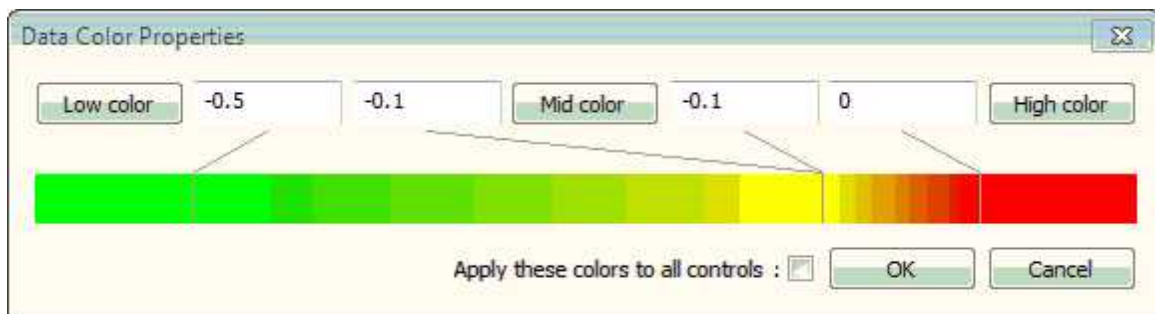 Data Color Properties
Low color -0.5 -0.1 Mid color -0.1 0 High color
Apply these colors to all controls : OK Cancel